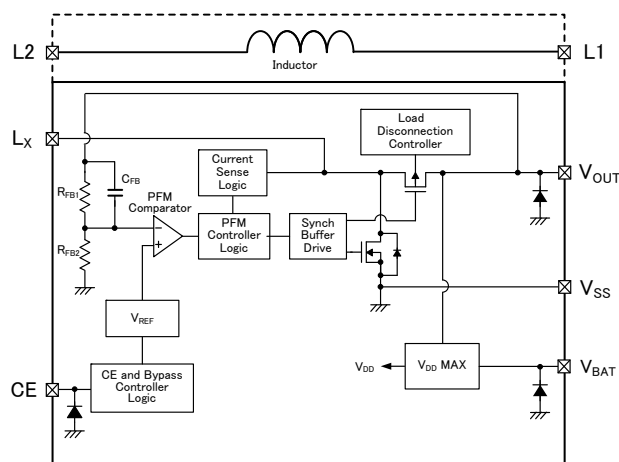 L2
L1
Inductor
LX
Load
Disconnection
Controller
Current
Sense
Logic
VOUT
CFB
RFB1
PFM
Comparator
−
+
PFM
Controller
Logic
Synch
Buffer
Drive
RFB2
VSS
VREF
CE and Bypass
Controller
Logic
CE
VDD
VDD MAX
VBAT